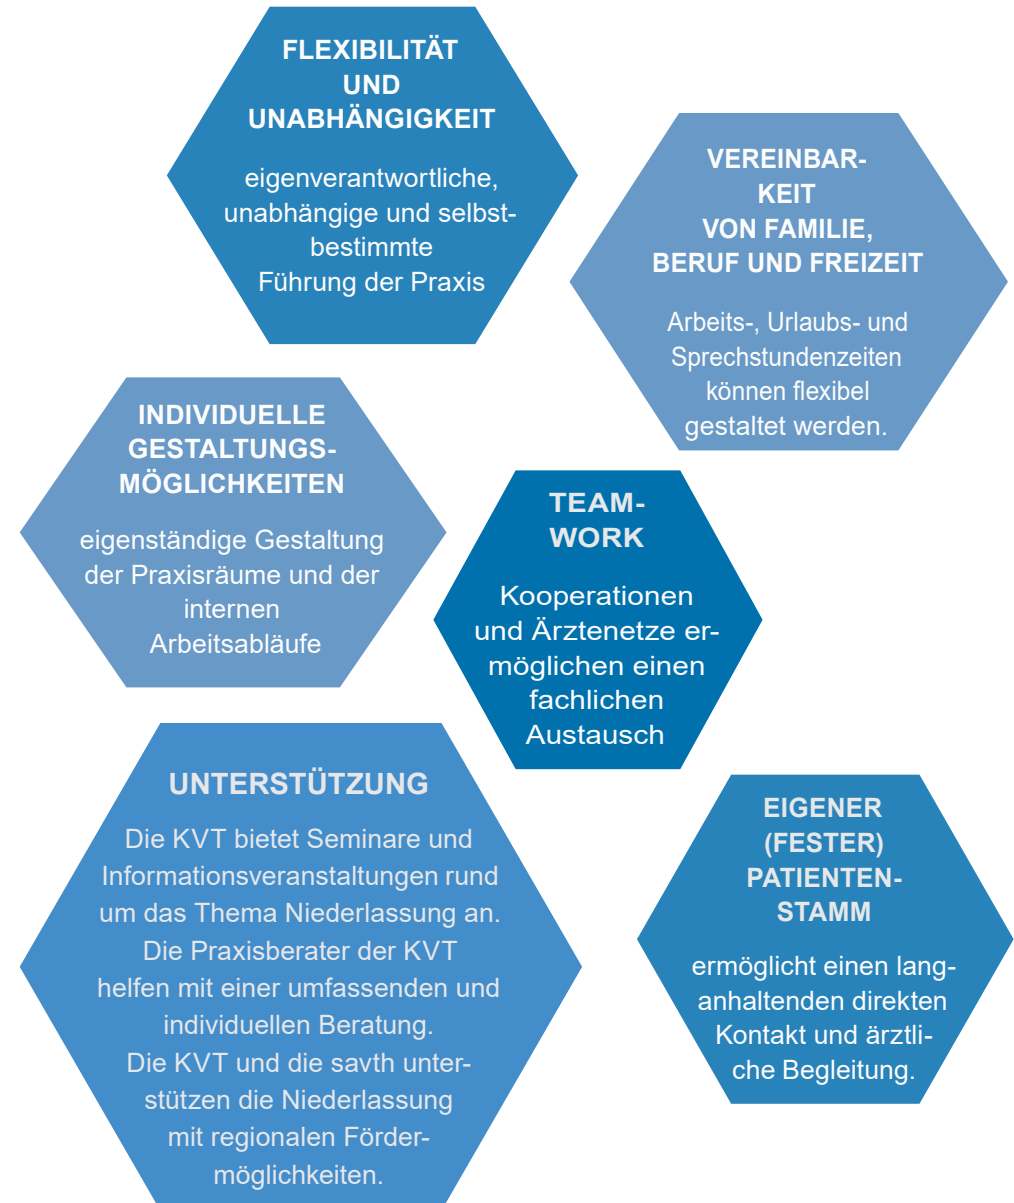 FLEXIBILITÄT
UND
UNABHÄNGIGKEIT
eigenverantwortliche,
unabhängige und selbst-
bestimmte
Führung der Praxis
VEREINBAR-
KEIT
VON FAMILIE,
BERUF UND FREIZEIT
Arbeits-, Urlaubs- und
Sprechstundenzeiten
können flexibel
gestaltet werden.
INDIVIDUELLE
GESTALTUNGS-
MÖGLICHKEITEN
eigenständige Gestaltung
der Praxisräume und der
internen
Arbeitsabläufe
TEAM-
WORK
Kooperationen
und Ärztenetze er-
möglichen einen
fachlichen
Austausch
UNTERSTÜTZUNG
Die KVT bietet Seminare und
Informationsveranstaltungen rund
um das Thema Niederlassung an.
Die Praxisberater der KVT
helfen mit einer umfassenden und
individuellen Beratung.
Die KVT und die savth unter-
stützen die Niederlassung
mit regionalen Förder-
möglichkeiten.
EIGENER
(FESTER)
PATIENTEN-
STAMM
ermöglicht einen lang-
anhaltenden direkten
Kontakt und ärztli-
che Begleitung.